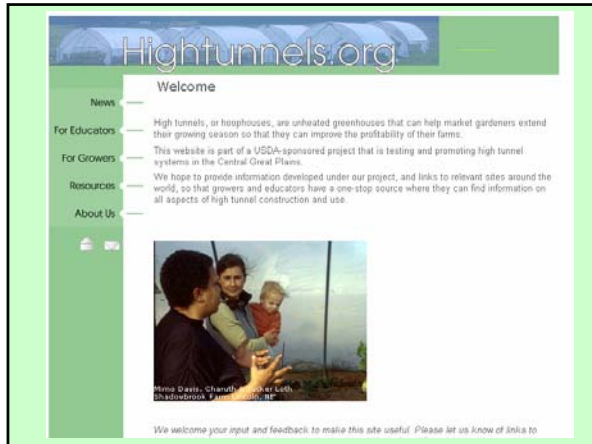 Hightunnels.org
Welcome
News
For Educators
For Growers
Resources
About Us
High tunnels, or hoophouses, are unheated greenhouses that can help market gardeners extend
their growing season so that they can improve the profitability of their farms.
This website is part of a USDA-sponsored project that is testing and promoting high tunnel
systems in the Central Great Plains.
We hope to provide information developed under our project, and links to relevant sites around the
world, so that growers and educators have a one-stop source where they can find information on
all aspects of high tunnel construction and use.
Mimo Davis, Charuth Loth
Shadowbrook Farm Lincoln, NE
We welcome your input and feedback to make this site useful. Please let us know of links to